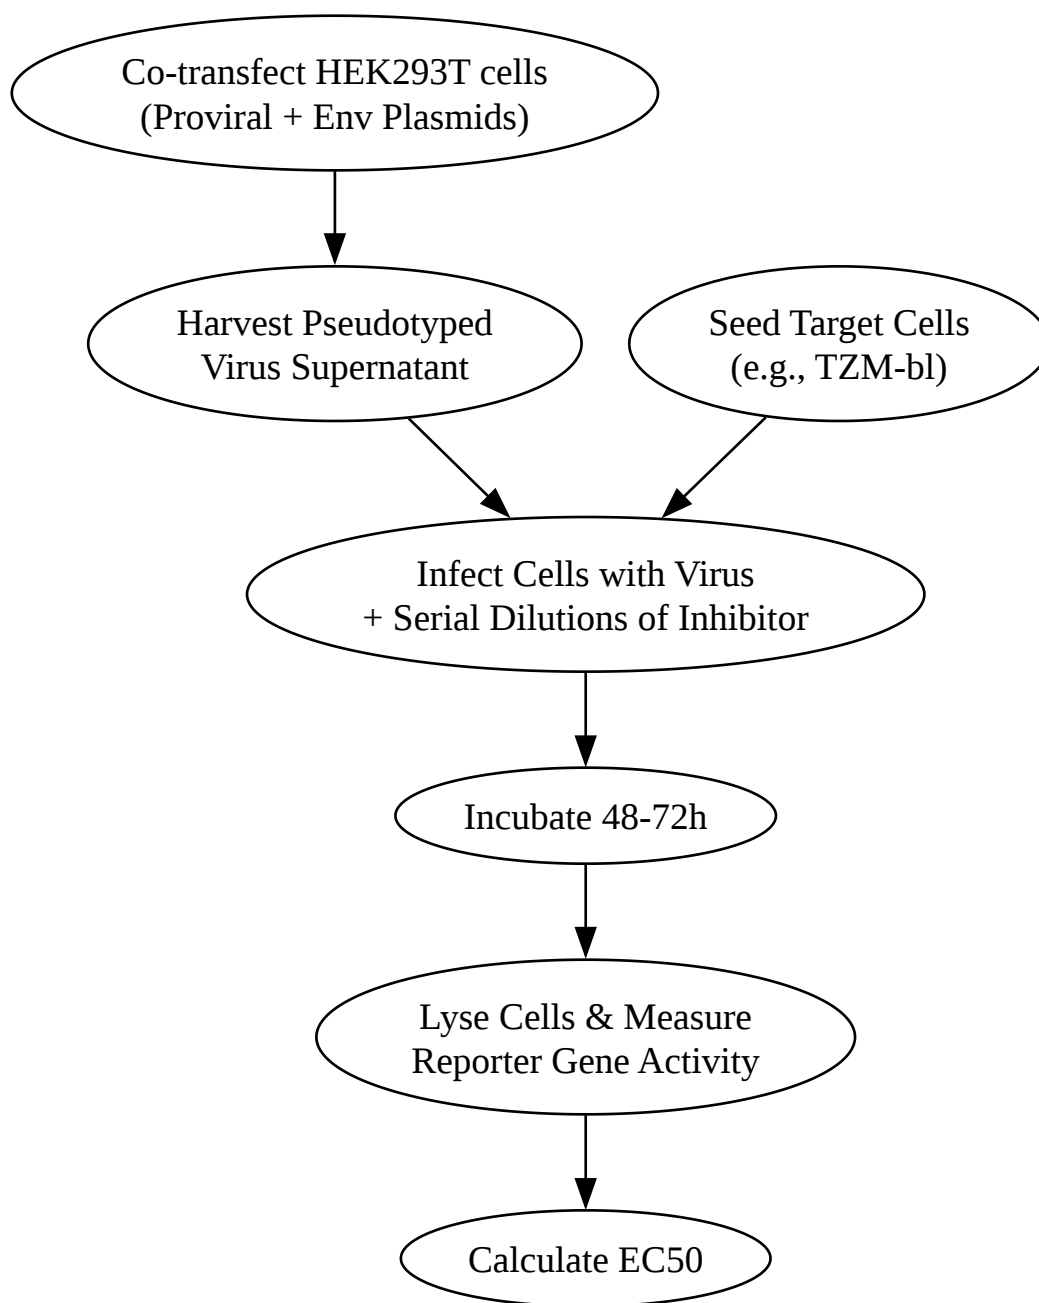 Co-transfect HEK293T cells
(Proviral + Env Plasmids)
Harvest Pseudotyped
Virus Supernatant
Seed Target Cells
(e.g., TZM-bl)
Infect Cells with Virus
+ Serial Dilutions of Inhibitor
Incubate 48-72h
Lyse Cells & Measure
Reporter Gene Activity
Calculate EC50